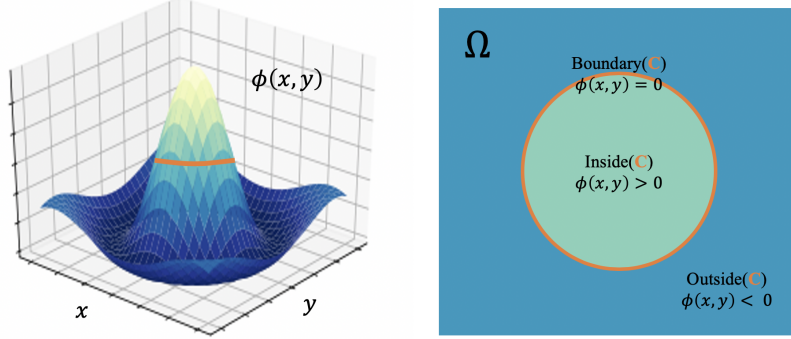 ϕ(x, y)
x
y
Ω
Boundary(C)
ϕ(x, y) = 0
Inside(C)
ϕ(x, y) > 0
Outside(C)
ϕ(x, y) < 0